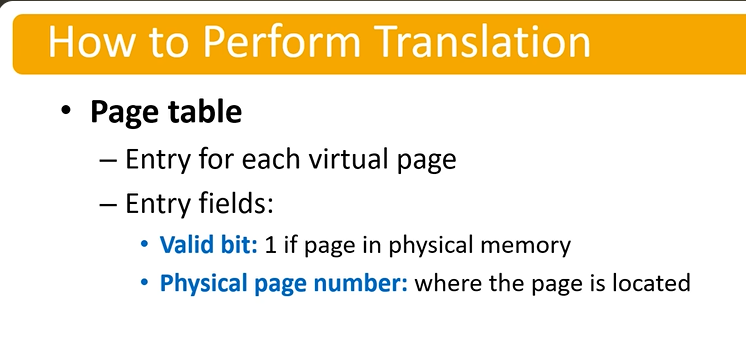 How to Perform Translation
• Page table
– Entry for each virtual page
– Entry fields:
• Valid bit: 1 if page in physical memory
• Physical page number: where the page is located